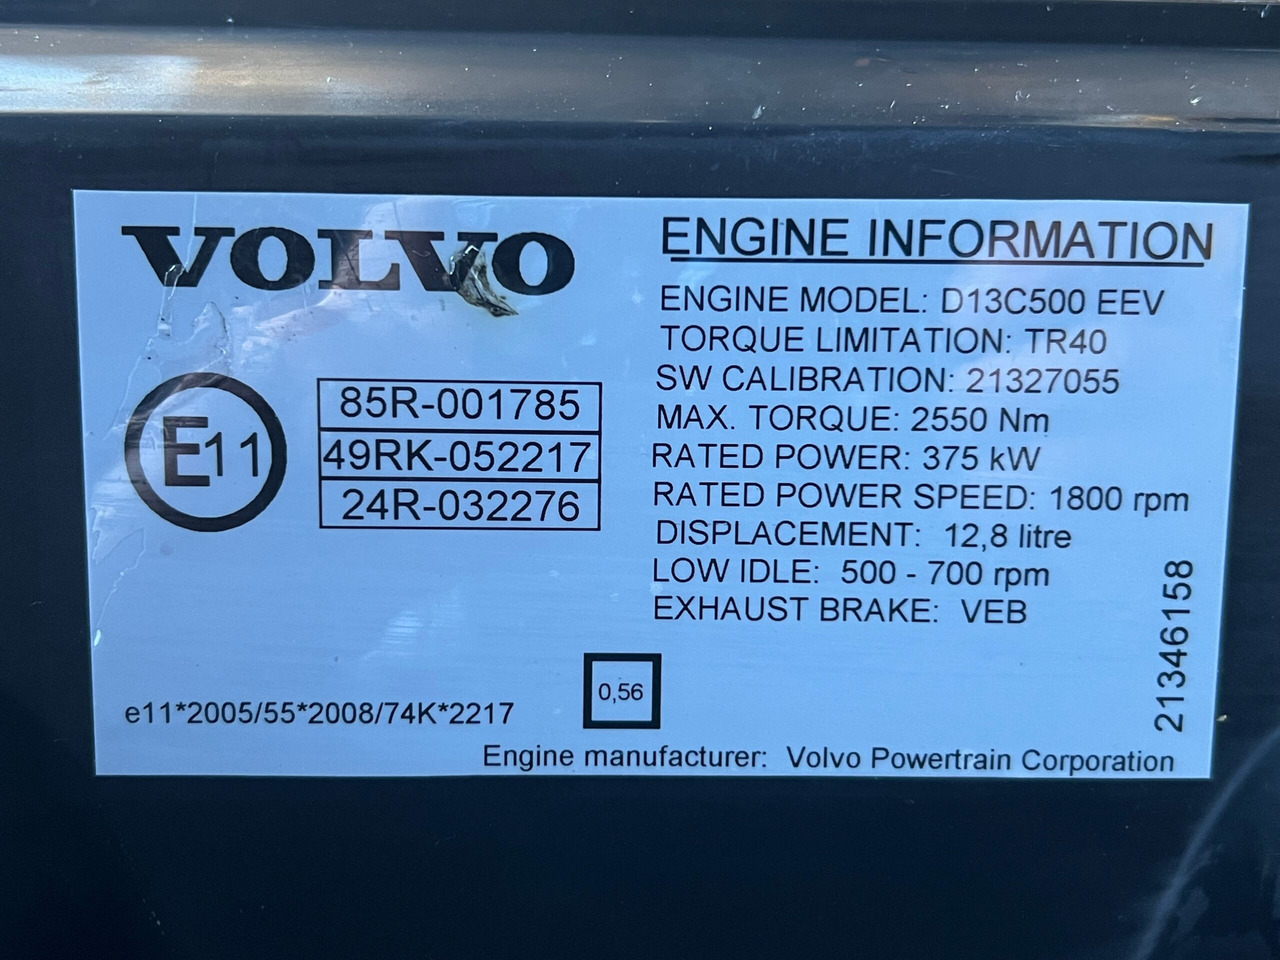 VOLVO
E11
85R-001785
49RK-052217
24R-032276
ENGINE INFORMATION
ENGINE MODEL: D13C500 EEV
TORQUE LIMITATION: TR40
SW CALIBRATION: 21327055
MAX. TORQUE: 2550 Nm
RATED POWER: 375 kW
RATED POWER SPEED: 1800 rpm
DISPLACEMENT: 12,8 litre
LOW IDLE: 500 - 700 rpm
EXHAUST BRAKE: VEB
21346158
0,56
e11*2005/55*2008/74K*2217
Engine manufacturer: Volvo Powertrain Corporation